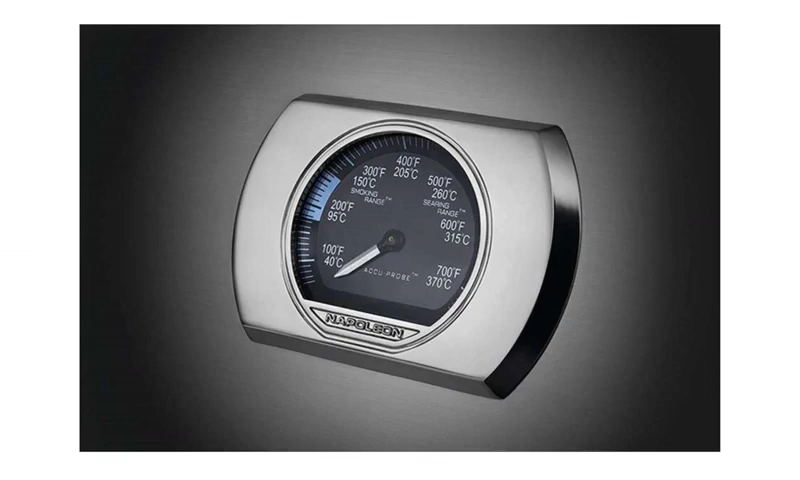 400°F
205°C
300°F
150°C
SMOKING
RANGE™
500°F
260°C
SEARING
RANGE™
200°F
95°C
600°F
315°C
100°F
40°C
700°F
370°C
ACCU-PROBE™
NAPOLEON